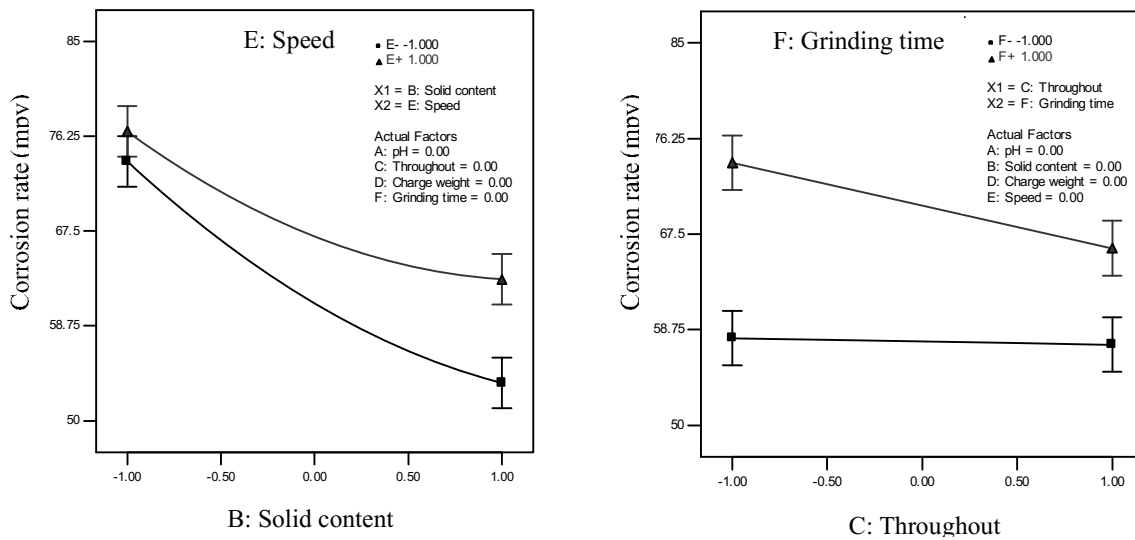 E: Speed
E- -1.000
E+ 1.000
X1 = B: Solid content
X2 = E: Speed
Actual Factors
A: pH = 0.00
C: Throughout = 0.00
D: Charge weight = 0.00
F: Grinding time = 0.00
Corrosion rate (mpy)
85
76.25
67.5
58.75
50
-1.00 -0.50 0.00 0.50 1.00
B: Solid content
F: Grinding time
F- -1.000
F+ 1.000
X1 = C: Throughout
X2 = F: Grinding time
Actual Factors
A: pH = 0.00
B: Solid content = 0.00
D: Charge weight = 0.00
E: Speed = 0.00
Corrosion rate (mpy)
85
76.25
67.5
58.75
50
-1.00 -0.50 0.00 0.50 1.00
C: Throughout